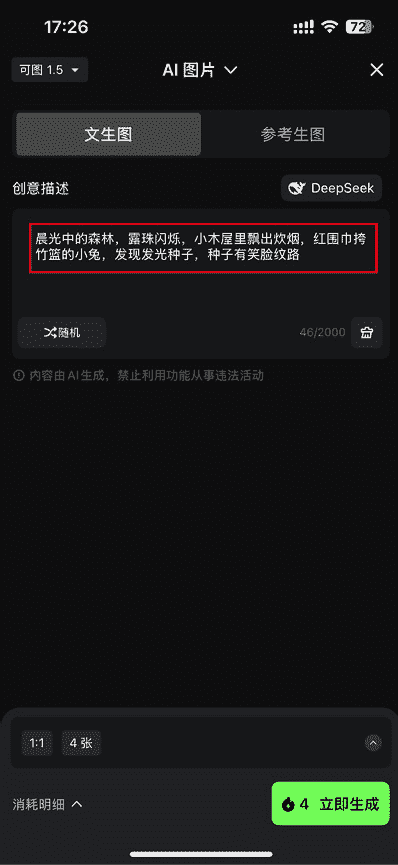 17:26
72
可图 1.5
AI 图片
文生图
参考生图
创意描述
DeepSeek
晨光中的森林，露珠闪烁，小木屋里飘出炊烟，红围巾挎
竹篮的小兔，发现发光种子，种子有笑脸纹路
随机
46/2000
内容由AI生成，禁止利用功能从事违法活动
1:1
4 张
消耗明细
4 立即生成